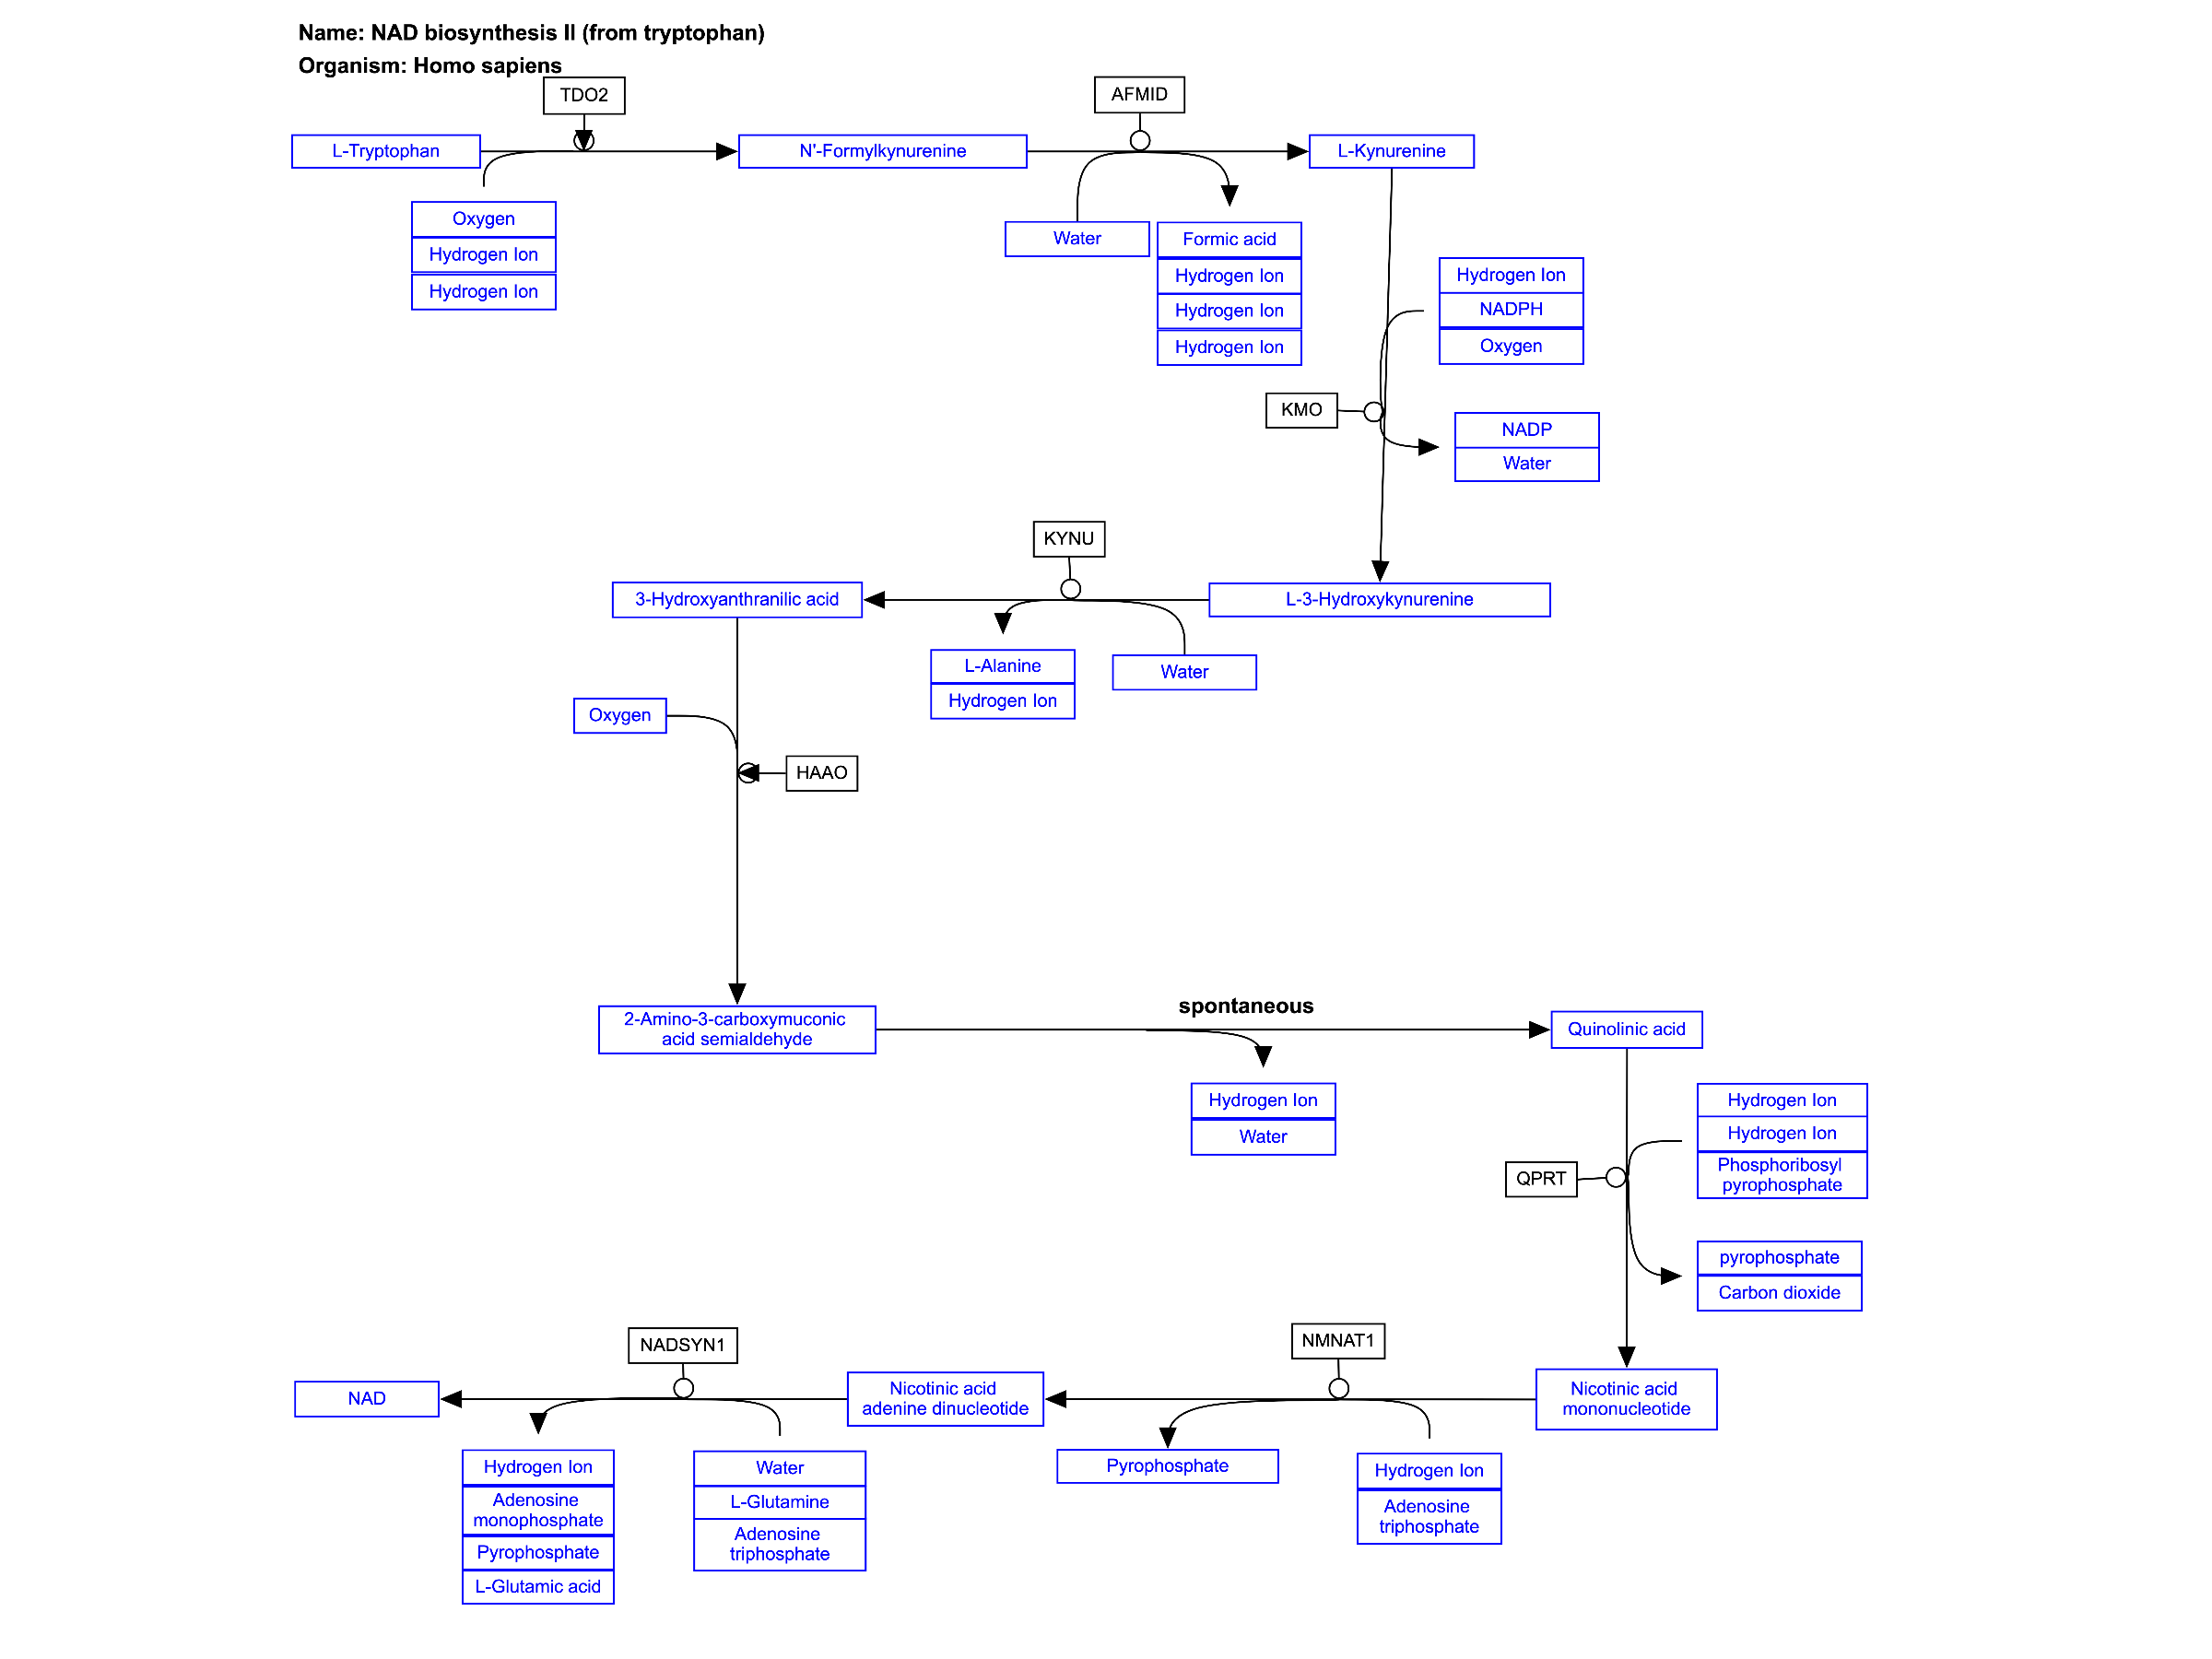 Name: NAD biosynthesis II (from tryptophan)
Organism: Homo sapiens
TDO2
AFMID
L-Tryptophan
N'-Formylkynurenine
L-Kynurenine
Oxygen
Hydrogen Ion
Hydrogen Ion
Water
Formic acid
Hydrogen Ion
Hydrogen Ion
Hydrogen Ion
Hydrogen Ion
NADPH
Oxygen
KMO
NADP
Water
KYNU
3-Hydroxyanthranilic acid
L-3-Hydroxykynurenine
L-Alanine
Hydrogen Ion
Water
Oxygen
HAAO
spontaneous
2-Amino-3-carboxymuconic
acid semialdehyde
Quinolinic acid
Hydrogen Ion
Water
Hydrogen Ion
Hydrogen Ion
Phosphoribosyl
pyrophosphate
QPRT
pyrophosphate
Carbon dioxide
NADSYN1
NMNAT1
NAD
Nicotinic acid
adenine dinucleotide
Nicotinic acid
mononucleotide
Hydrogen Ion
Adenosine
monophosphate
Pyrophosphate
L-Glutamic acid
Water
L-Glutamine
Adenosine
triphosphate
Pyrophosphate
Hydrogen Ion
Adenosine
triphosphate